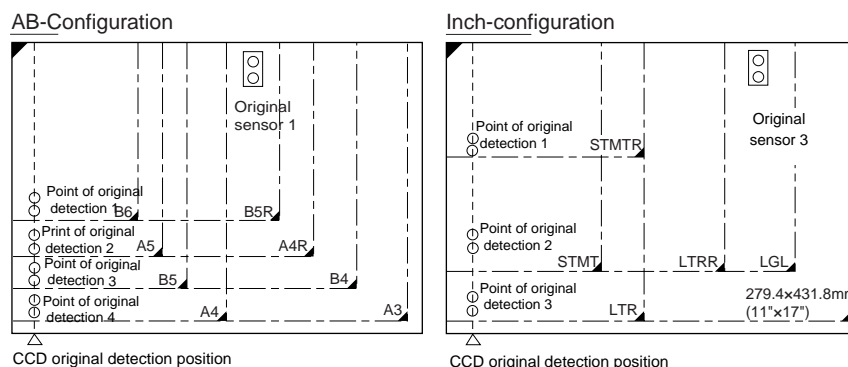 AB-Configuration
Original
sensor 1
Point of original
detection 1
B6
B5R
Print of original
detection 2
A5
A4R
Point of original
detection 3
B5
B4
Point of original
detection 4
A4
A3
CCD original detection position
Inch-configuration
Original
sensor 3
Point of original
detection 1
STMTR
Point of original
detection 2
STMT
LTRR
LGL
Point of original
detection 3
LTR
279.4×431.8mm
(11"×17")
CCD original detection position